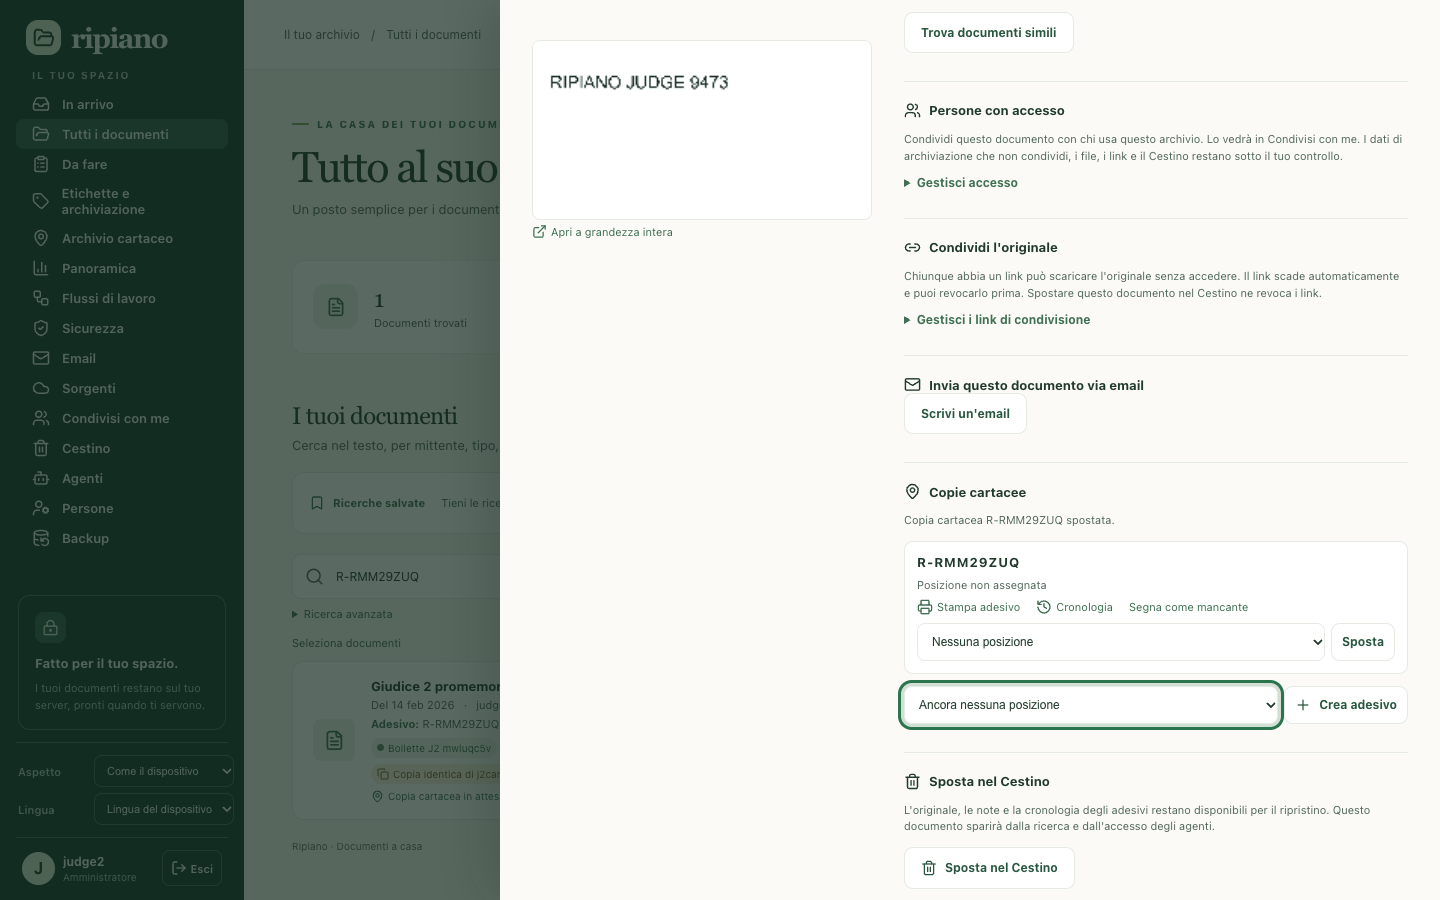 ripiano
IL TUO SPAZIO
In arrivo
Tutti i documenti
Da fare
Etichette e
archiviazione
Archivio cartaceo
Panoramica
Flussi di lavoro
Sicurezza
Email
Sorgenti
Condivisi con me
Cestino
Agenti
Persone
Backup
Fatto per il tuo spazio.
I tuoi documenti restano sul tuo
server, pronti quando ti servono.
Aspetto
Come il dispositivo
Lingua
Lingua del dispositivo
J
judge2
Amministratore
Esci
Il tuo archivio / Tutti i documenti
LA CASA DEI TUOI DOCUM
Tutto al suo
Un posto semplice per i document
1
Documenti trovati
I tuoi documenti
Cerca nel testo, per mittente, tipo,
Ricerche salvate Tieni le rice
R-RMM29ZUQ
Ricerca avanzata
Seleziona documenti
Giudice 2 promemor
Del 14 feb 2026 · judg
Adesivo: R-RMM29ZUQ
Bollette J2 mwluqc5v
Copia identica di j2car
Copia cartacea in attes
Ripiano · Documenti a casa
RIPIANO JUDGE 9473
Apri a grandezza intera
Trova documenti simili
Persone con accesso
Condividi questo documento con chi usa questo archivio. Lo vedrà in Condivisi con me. I dati di
archiviazione che non condividi, i file, i link e il Cestino restano sotto il tuo controllo.
Gestisci accesso
Condividi l'originale
Chiunque abbia un link può scaricare l'originale senza accedere. Il link scade automaticamente
e puoi revocarlo prima. Spostare questo documento nel Cestino ne revoca i link.
Gestisci i link di condivisione
Invia questo documento via email
Scrivi un'email
Copie cartacee
Copia cartacea R-RMM29ZUQ spostata.
R-RMM29ZUQ
Posizione non assegnata
Stampa adesivo Cronologia Segna come mancante
Nessuna posizione Sposta
Ancora nessuna posizione Crea adesivo
Sposta nel Cestino
L'originale, le note e la cronologia degli adesivi restano disponibili per il ripristino. Questo
documento sparirà dalla ricerca e dall'accesso degli agenti.
Sposta nel Cestino